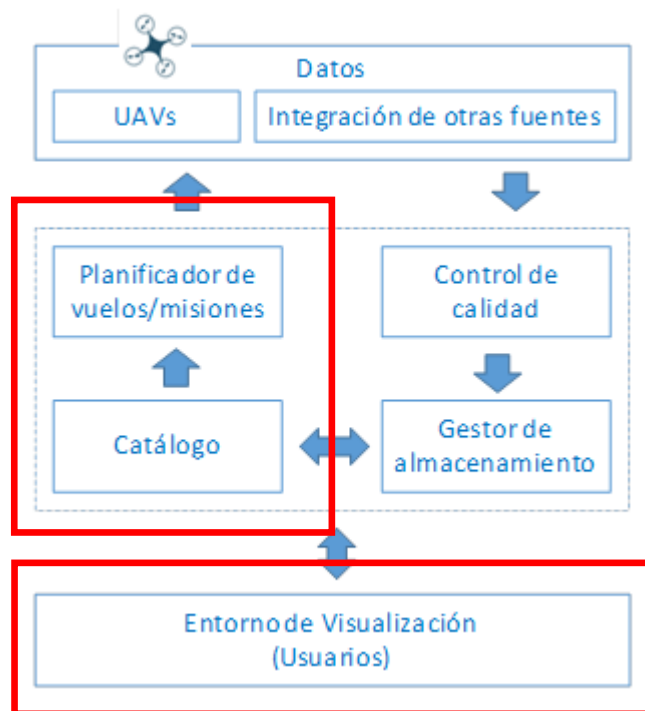 Datos
UAVs
Integración de otras fuentes
Planificador de
vuelos/misiones
Control de
calidad
Catálogo
Gestor de
almacenamiento
Entorno de Visualización
(Usuarios)